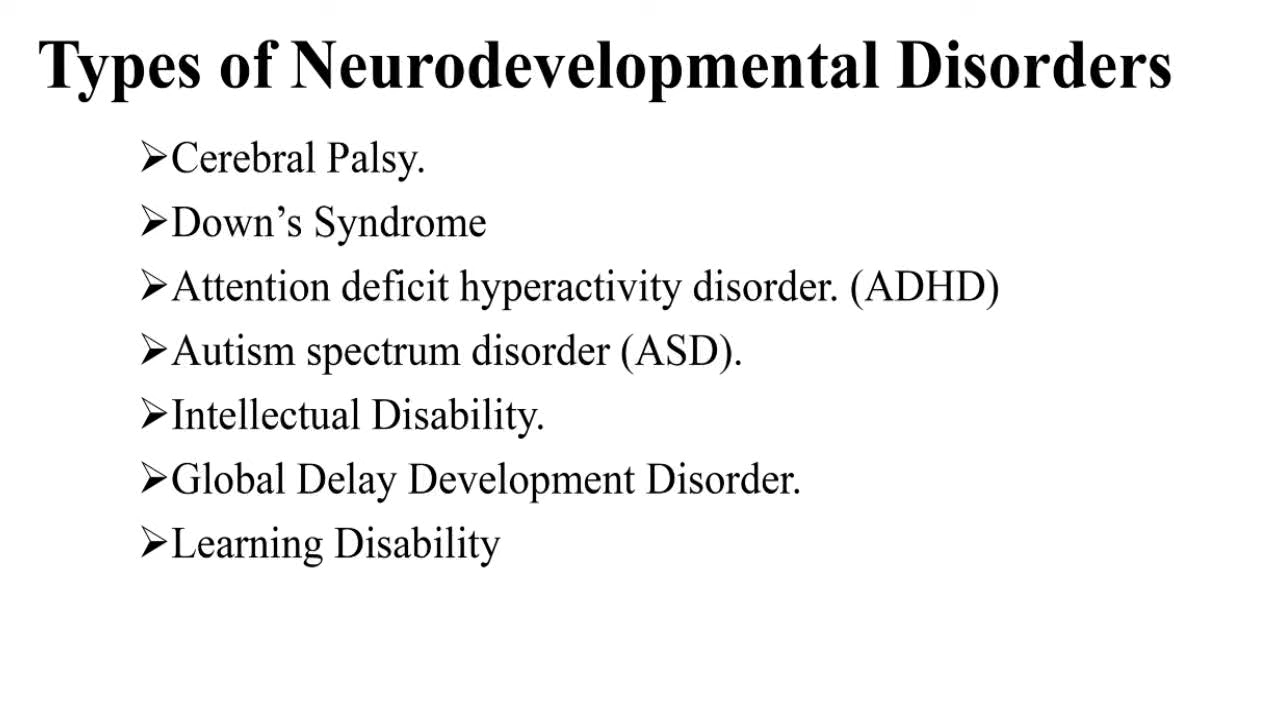 Types of Neurodevelopmental Disorders
➢Cerebral Palsy.
➢Down’s Syndrome
➢Attention deficit hyperactivity disorder. (ADHD)
➢Autism spectrum disorder (ASD).
➢Intellectual Disability.
➢Global Delay Development Disorder.
➢Learning Disability